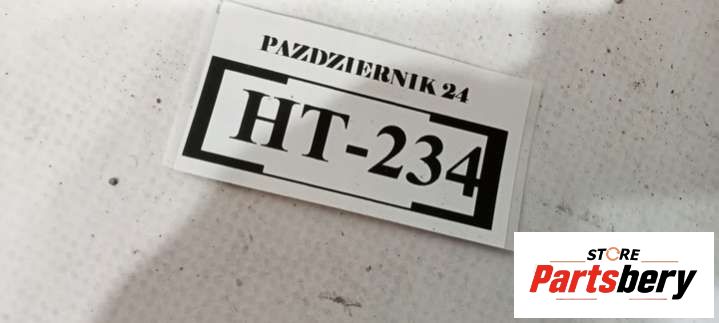 PAZDZIERNIK 24
HT-234
STORE
Partsbery